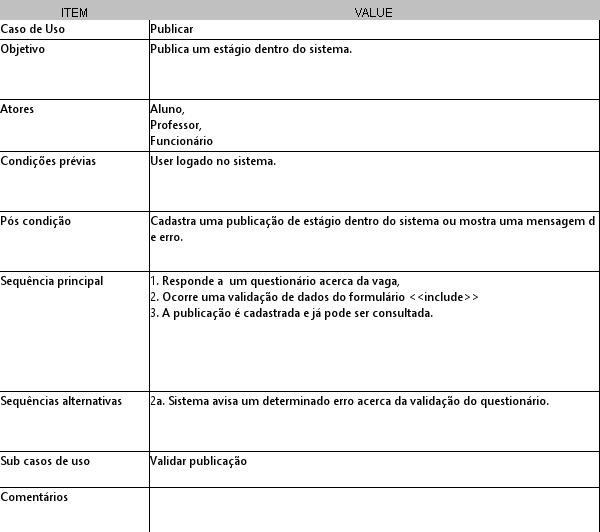 ITEM VALUE
Caso de Uso Publicar
Objetivo Publica um estágio dentro do sistema.
Atores Aluno,
Professor,
Funcionário
Condições prévias User logado no sistema.
Pós condição Cadastra uma publicação de estágio dentro do sistema ou mostra uma mensagem d
e erro.
Sequência principal 1. Responde a  um questionário acerca da vaga,
2. Ocorre uma validação de dados do formulário <<include>>
3. A publicação é cadastrada e já pode ser consultada.
Sequências alternativas 2a. Sistema avisa um determinado erro acerca da validação do questionário.
Sub casos de uso Validar publicação
Comentários